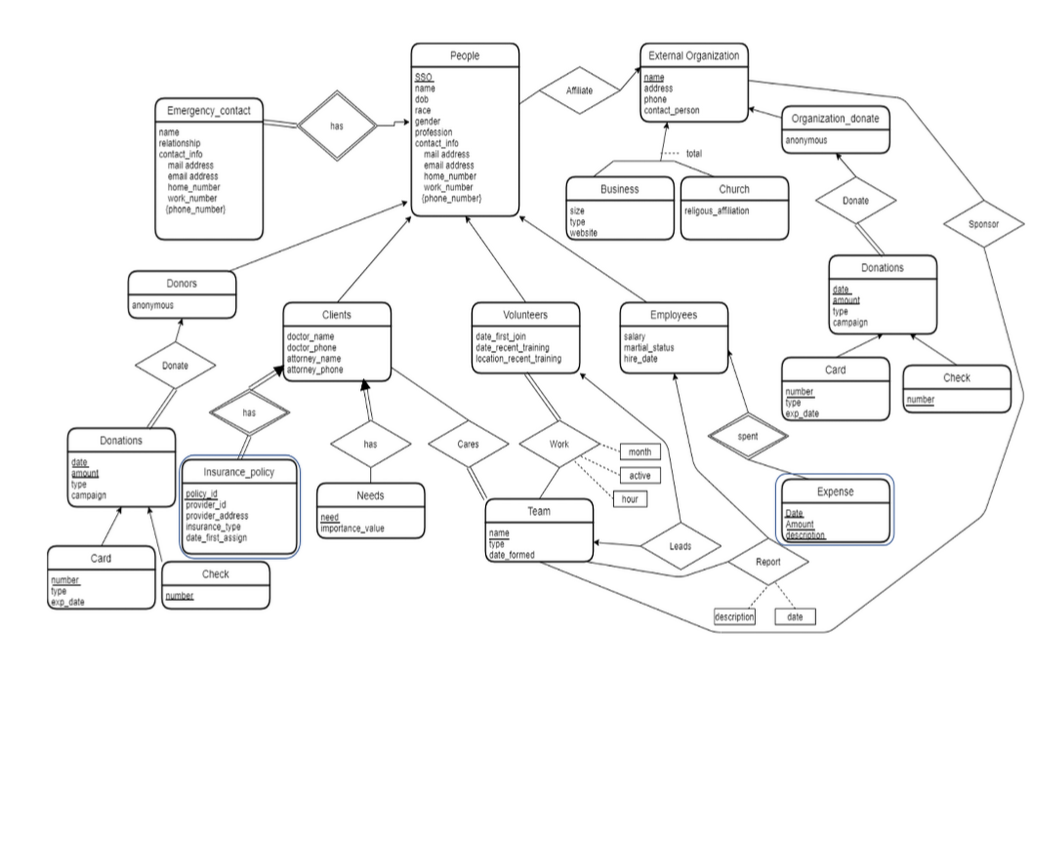 People
SSO
name
dob
race
gender
profession
contact_info
mail address
email address
home_number
work_number
{phone_number}
Affiliate
External Organization
name
address
phone
contact_person
Emergency_contact
name
relationship
contact_info
mail address
email address
home_number
work_number
{phone_number}
has
Organization_donate
anonymous
total
Business
size
type
website
Church
religous_affiliation
Donate
Sponsor
Donations
date
amount
type
campaign
Donors
anonymous
Clients
doctor_name
doctor_phone
attorney_name
attorney_phone
Volunteers
date_first_join
date_recent_training
location_recent_training
Employees
salary
martial_status
hire_date
Donate
Card
number
type
exp_date
Check
number
has
has
Cares
Work
month
active
hour
spent
Donations
date
amount
type
campaign
Insurance_policy
policy_id
provider_id
provider_address
insurance_type
date_first_assign
Needs
need
importance_value
Team
name
type
date_formed
Leads
Expense
Date
Amount
description
Report
description
date
Card
number
type
exp_date
Check
number